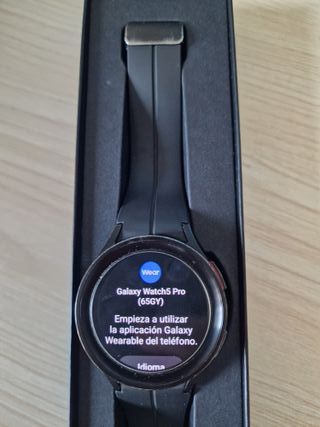 Wear
Galaxy Watch5 Pro
(65GY)
Empieza a utilizar
la aplicación Galaxy
Wearable del teléfono.
Idioma